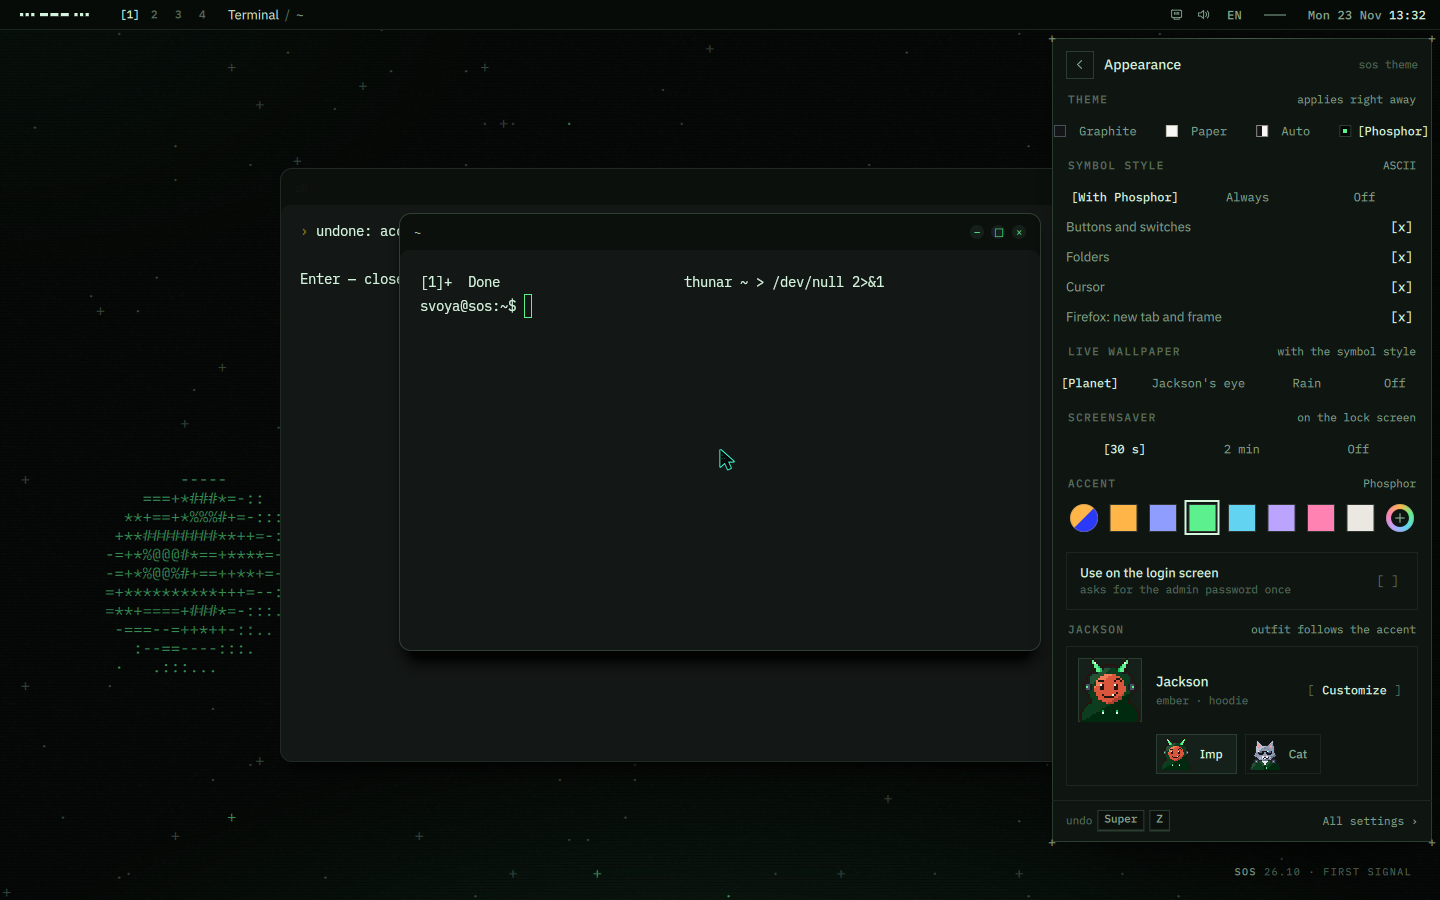 [1] 2 3 4 Terminal / ~ EN Mon 23 Nov 13:32
› undone: acc
Enter — close
~
[1]+ Done thunar ~ > /dev/null 2>&1
svoya@sos:~$
-----
===+*###*=-::
**+==+*%%%#+=-:::
+**########**++=-:
-=+*%@@@#*==+****=-
-=+*%@@%#+==++**+=-
=+***********+++=--:
=**+====+###*=-:::.
-===--=++*++-::..
:--==----:::.
.:::...
Appearance sos theme
THEME applies right away
Graphite Paper Auto [Phosphor]
SYMBOL STYLE ASCII
[With Phosphor] Always Off
Buttons and switches [x]
Folders [x]
Cursor [x]
Firefox: new tab and frame [x]
LIVE WALLPAPER with the symbol style
[Planet] Jackson's eye Rain Off
SCREENSAVER on the lock screen
[30 s] 2 min Off
ACCENT Phosphor
Use on the login screen [ ]
asks for the admin password once
JACKSON outfit follows the accent
Jackson
ember · hoodie
[ Customize ]
Imp Cat
undo Super Z All settings ›
SOS 26.10 · FIRST SIGNAL